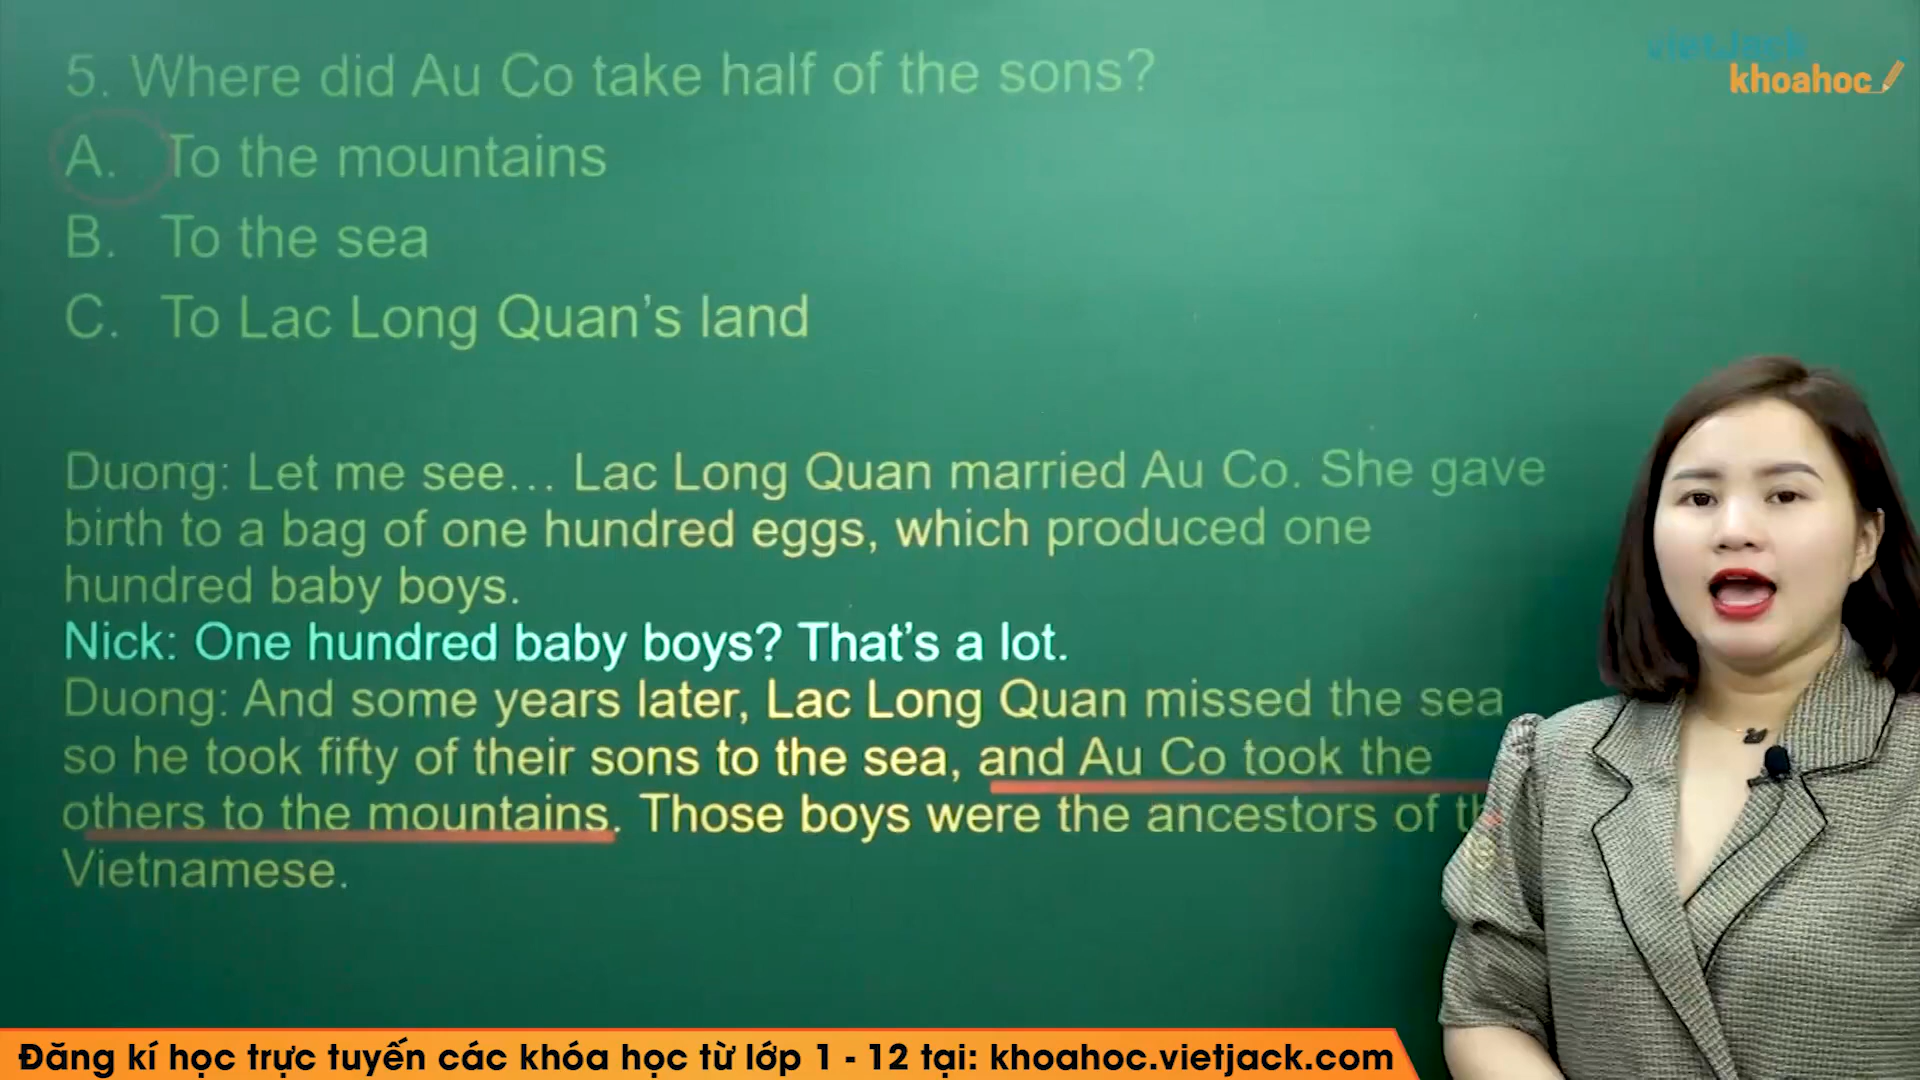 vietJack
khoahoc
5. Where did Au Co take half of the sons?
A. To the mountains
B. To the sea
C. To Lac Long Quan’s land
Duong: Let me see… Lac Long Quan married Au Co. She gave
birth to a bag of one hundred eggs, which produced one
hundred baby boys.
Nick: One hundred baby boys? That’s a lot.
Duong: And some years later, Lac Long Quan missed the sea
so he took fifty of their sons to the sea, and Au Co took the
others to the mountains. Those boys were the ancestors of
Vietnamese.
Đăng kí học trực tuyến các khóa học từ lớp 1 - 12 tại: khoahoc.vietjack.com